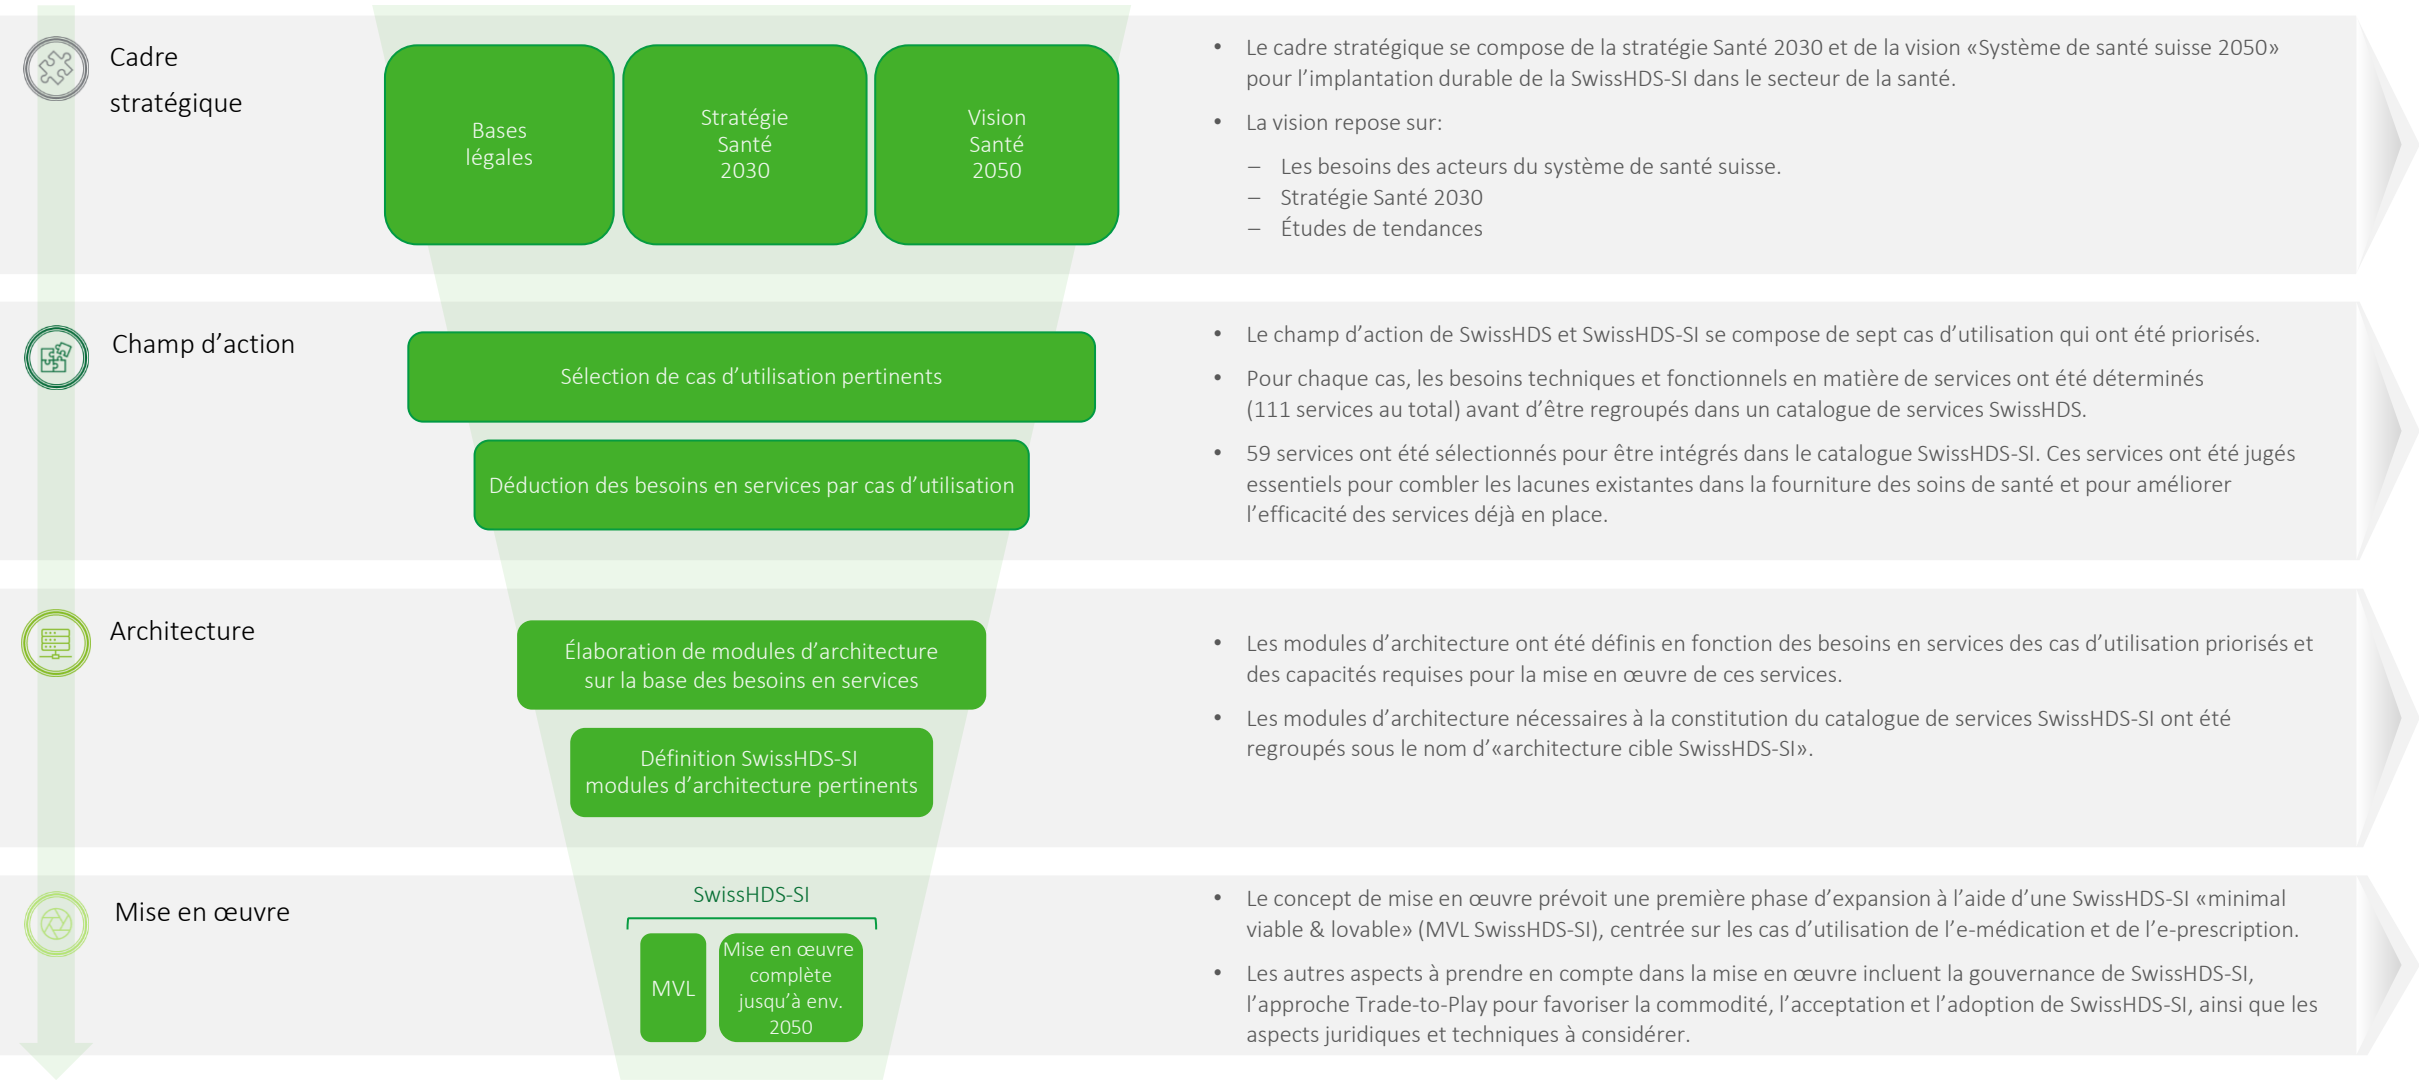 Cadre
stratégique
Bases
légales
Stratégie
Santé
2030
Vision
Santé
2050
• Le cadre stratégique se compose de la stratégie Santé 2030 et de la vision «Système de santé suisse 2050»
pour l’implantation durable de la SwissHDS-SI dans le secteur de la santé.
• La vision repose sur:
– Les besoins des acteurs du système de santé suisse.
– Stratégie Santé 2030
– Études de tendances
Champ d’action
Sélection de cas d’utilisation pertinents
Déduction des besoins en services par cas d’utilisation
• Le champ d’action de SwissHDS et SwissHDS-SI se compose de sept cas d’utilisation qui ont été priorisés.
• Pour chaque cas, les besoins techniques et fonctionnels en matière de services ont été déterminés
(111 services au total) avant d’être regroupés dans un catalogue de services SwissHDS.
• 59 services ont été sélectionnés pour être intégrés dans le catalogue SwissHDS-SI. Ces services ont été jugés
essentiels pour combler les lacunes existantes dans la fourniture des soins de santé et pour améliorer
l’efficacité des services déjà en place.
Architecture
Élaboration de modules d’architecture
sur la base des besoins en services
Définition SwissHDS-SI
modules d’architecture pertinents
• Les modules d’architecture ont été définis en fonction des besoins en services des cas d’utilisation priorisés et
des capacités requises pour la mise en œuvre de ces services.
• Les modules d’architecture nécessaires à la constitution du catalogue de services SwissHDS-SI ont été
regroupés sous le nom d’«architecture cible SwissHDS-SI».
Mise en œuvre
SwissHDS-SI
MVL
Mise en œuvre
complète
jusqu’à env.
2050
• Le concept de mise en œuvre prévoit une première phase d’expansion à l’aide d’une SwissHDS-SI «minimal
viable & lovable» (MVL SwissHDS-SI), centrée sur les cas d’utilisation de l’e-médication et de l’e-prescription.
• Les autres aspects à prendre en compte dans la mise en œuvre incluent la gouvernance de SwissHDS-SI,
l’approche Trade-to-Play pour favoriser la commodité, l’acceptation et l’adoption de SwissHDS-SI, ainsi que les
aspects juridiques et techniques à considérer.